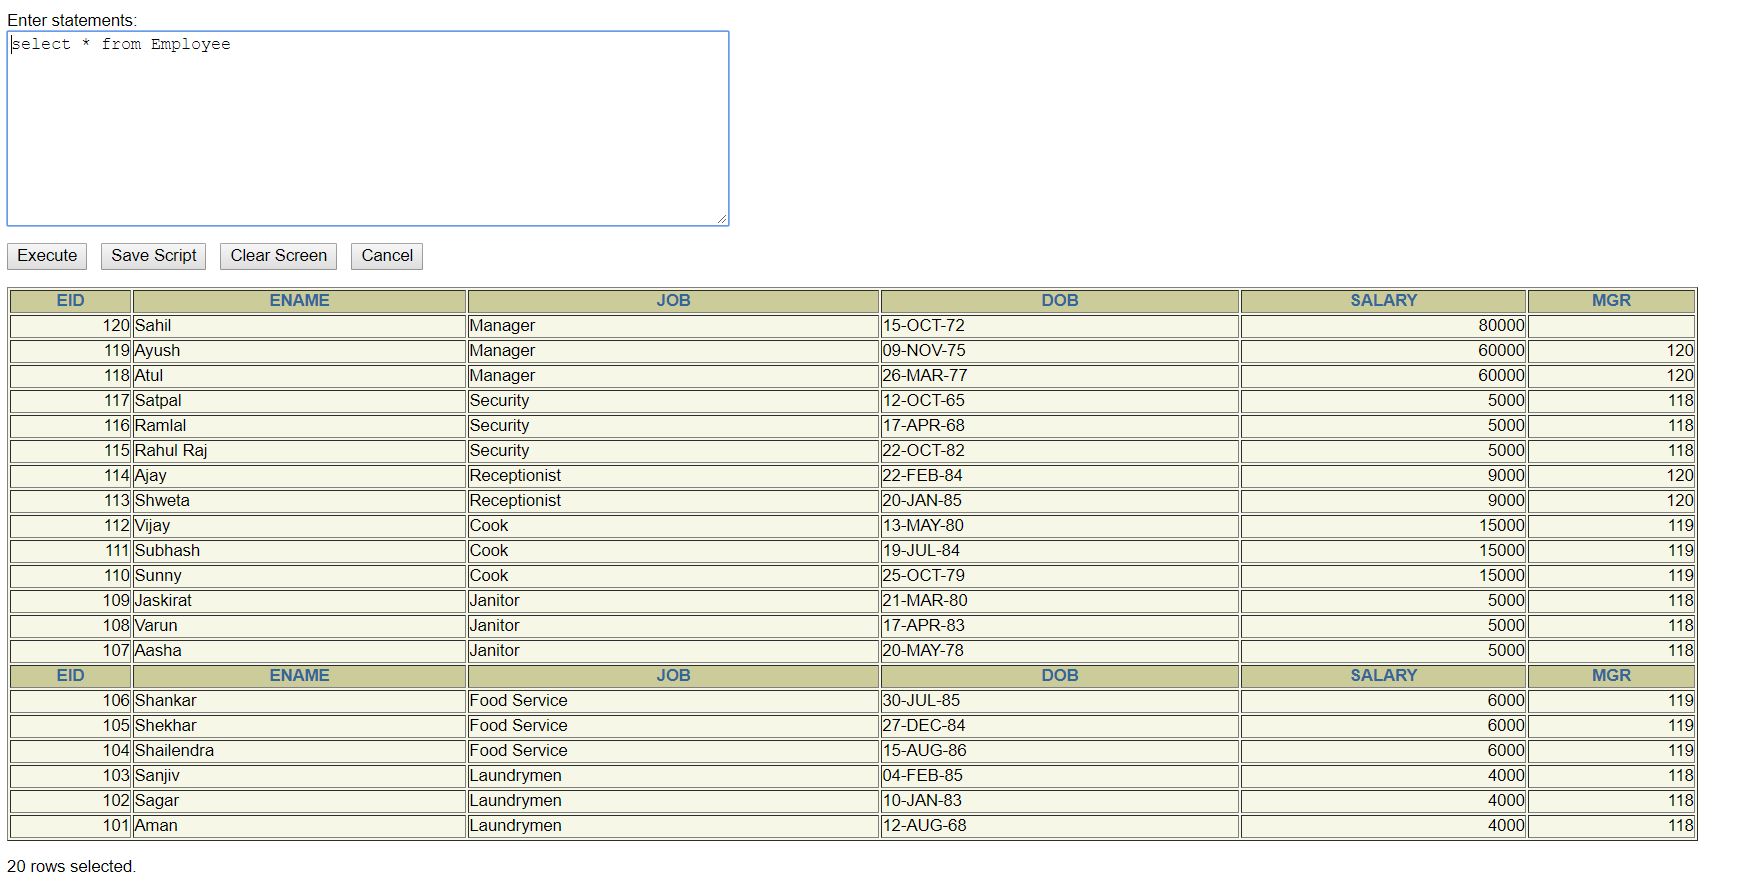 Enter statements:
select * from Employee
Execute Save Script Clear Screen Cancel
EID ENAME JOB DOB SALARY MGR
120 Sahil Manager 15-OCT-72 80000
119 Ayush Manager 09-NOV-75 60000 120
118 Atul Manager 26-MAR-77 60000 120
117 Satpal Security 12-OCT-65 5000 118
116 Ramlal Security 17-APR-68 5000 118
115 Rahul Raj Security 22-OCT-82 5000 118
114 Ajay Receptionist 22-FEB-84 9000 120
113 Shweta Receptionist 20-JAN-85 9000 120
112 Vijay Cook 13-MAY-80 15000 119
111 Subhash Cook 19-JUL-84 15000 119
110 Sunny Cook 25-OCT-79 15000 119
109 Jaskirat Janitor 21-MAR-80 5000 118
108 Varun Janitor 17-APR-83 5000 118
107 Aasha Janitor 20-MAY-78 5000 118
EID ENAME JOB DOB SALARY MGR
106 Shankar Food Service 30-JUL-85 6000 119
105 Shekhar Food Service 27-DEC-84 6000 119
104 Shailendra Food Service 15-AUG-86 6000 119
103 Sanjiv Laundrymen 04-FEB-85 4000 118
102 Sagar Laundrymen 10-JAN-83 4000 118
101 Aman Laundrymen 12-AUG-68 4000 118
20 rows selected.